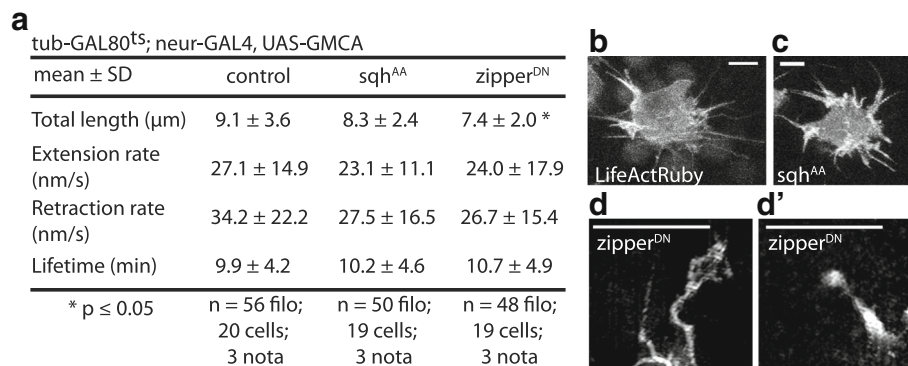 a
tub-GAL80ts; neur-GAL4, UAS-GMCA
mean ± SD control sqhAA zipperDN
Total length (μm) 9.1 ± 3.6 8.3 ± 2.4 7.4 ± 2.0 *
Extension rate (nm/s) 27.1 ± 14.9 23.1 ± 11.1 24.0 ± 17.9
Retraction rate (nm/s) 34.2 ± 22.2 27.5 ± 16.5 26.7 ± 15.4
Lifetime (min) 9.9 ± 4.2 10.2 ± 4.6 10.7 ± 4.9
* p ≤ 0.05 n = 56 filo; n = 50 filo; n = 48 filo;
20 cells; 19 cells; 19 cells;
3 nota 3 nota 3 nota
b
LifeActRuby
c
sqhAA
d
zipperDN
d'
zipperDN